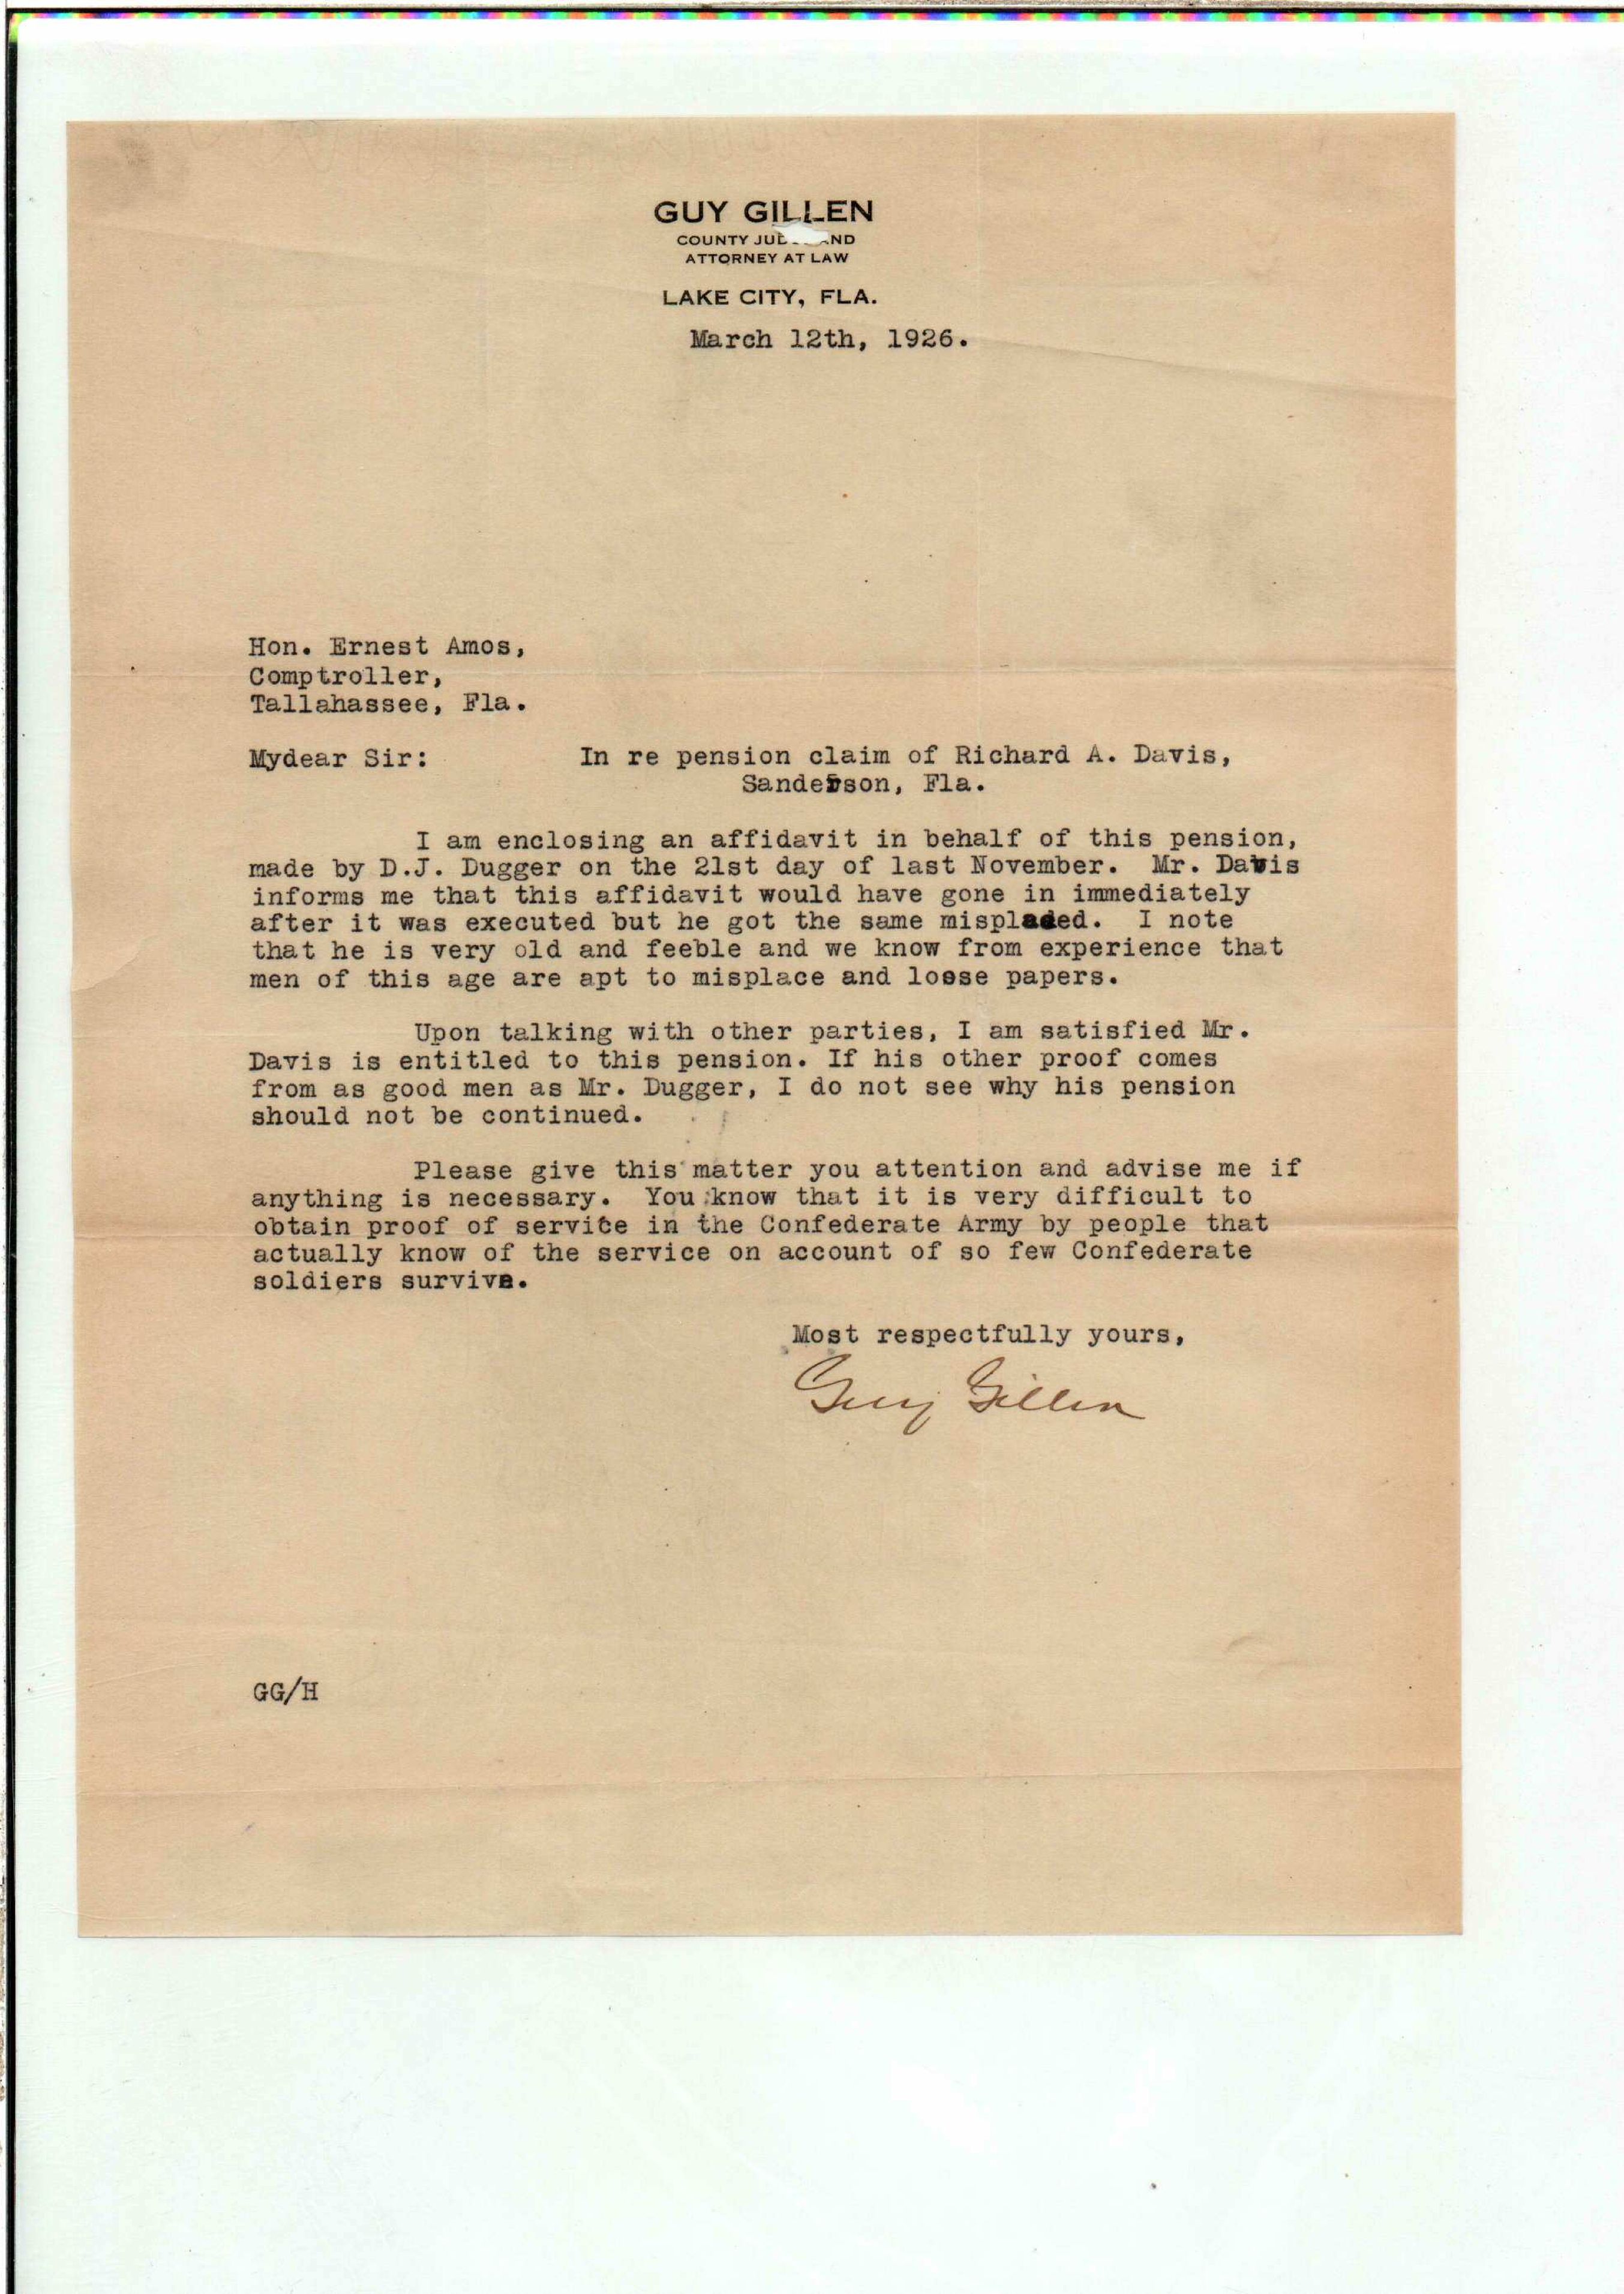 GUY GILLEN
COUNTY JUD ND
ATTORNEY AT LAW
LAKE CITY, FLA.
March 12th, 1926.
Hon. Ernest Amos,
Comptroller,
Tallahassee, Fla.
Mydear Sir: In re pension claim of Richard A. Davis,
Sanderson, Fla.
I am enclosing an affidavit in behalf of this pension,
made by D.J. Dugger on the 21st day of last November. Mr. Davis
informs me that this affidavit would have gone in immediately
after it was executed but he got the same misplaced. I note
that he is very old and feeble and we know from experience that
men of this age are apt to misplace and loose papers.
Upon talking with other parties, I am satisfied Mr.
Davis is entitled to this pension. If his other proof comes
from as good men as Mr. Dugger, I do not see why his pension
should not be continued.
Please give this matter you attention and advise me if
anything is necessary. You know that it is very difficult to
obtain proof of service in the Confederate Army by people that
actually know of the service on account of so few Confederate
soldiers survive.
Most respectfully yours,
Guy Gillen
GG/H